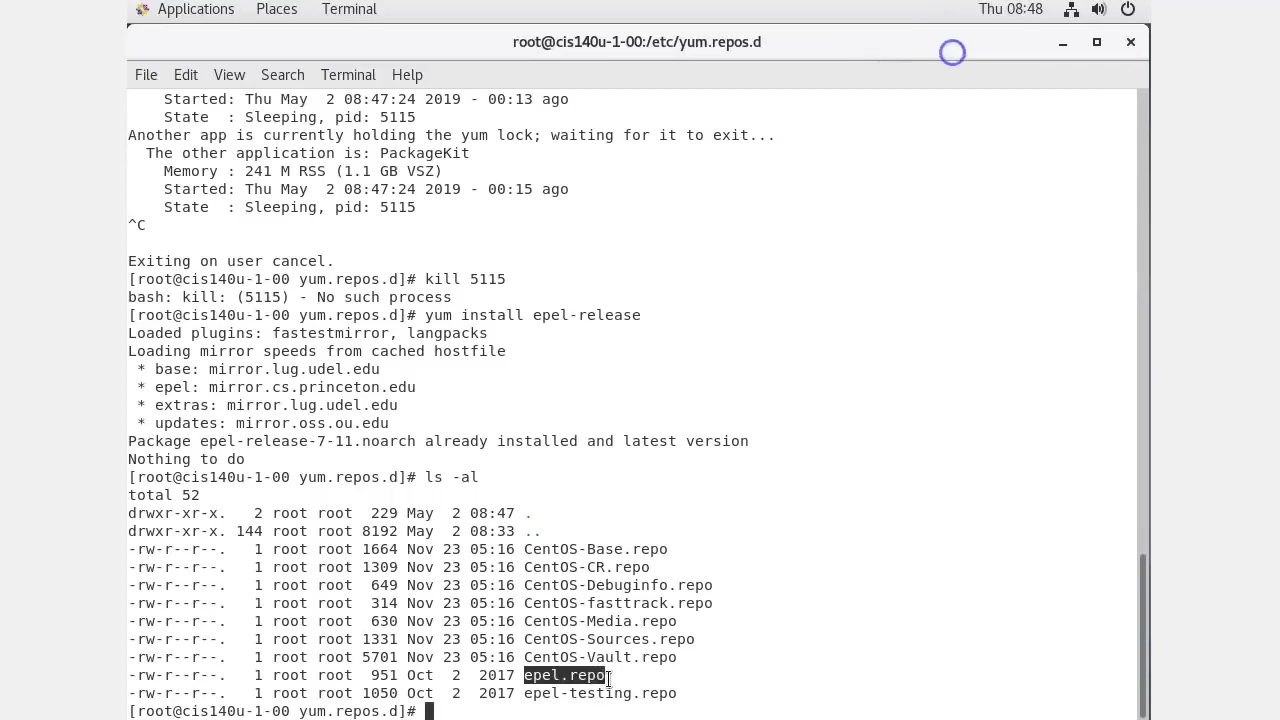 Applications Places Terminal Thu 08:48
root@cis140u-1-00:/etc/yum.repos.d
File Edit View Search Terminal Help
Started: Thu May  2 08:47:24 2019 - 00:13 ago
State  : Sleeping, pid: 5115
Another app is currently holding the yum lock; waiting for it to exit...
The other application is: PackageKit
Memory : 241 M RSS (1.1 GB VSZ)
Started: Thu May  2 08:47:24 2019 - 00:15 ago
State  : Sleeping, pid: 5115
^C
Exiting on user cancel.
[root@cis140u-1-00 yum.repos.d]# kill 5115
bash: kill: (5115) - No such process
[root@cis140u-1-00 yum.repos.d]# yum install epel-release
Loaded plugins: fastestmirror, langpacks
Loading mirror speeds from cached hostfile
* base: mirror.lug.udel.edu
* epel: mirror.cs.princeton.edu
* extras: mirror.lug.udel.edu
* updates: mirror.oss.ou.edu
Package epel-release-7-11.noarch already installed and latest version
Nothing to do
[root@cis140u-1-00 yum.repos.d]# ls -al
total 52
drwxr-xr-x.   2 root root  229 May  2 08:47 .
drwxr-xr-x. 144 root root 8192 May  2 08:33 ..
-rw-r--r--.   1 root root 1664 Nov 23 05:16 CentOS-Base.repo
-rw-r--r--.   1 root root 1309 Nov 23 05:16 CentOS-CR.repo
-rw-r--r--.   1 root root  649 Nov 23 05:16 CentOS-Debuginfo.repo
-rw-r--r--.   1 root root  314 Nov 23 05:16 CentOS-fasttrack.repo
-rw-r--r--.   1 root root  630 Nov 23 05:16 CentOS-Media.repo
-rw-r--r--.   1 root root 1331 Nov 23 05:16 CentOS-Sources.repo
-rw-r--r--.   1 root root 5701 Nov 23 05:16 CentOS-Vault.repo
-rw-r--r--.   1 root root  951 Oct  2  2017 epel.repo
-rw-r--r--.   1 root root 1050 Oct  2  2017 epel-testing.repo
[root@cis140u-1-00 yum.repos.d]#